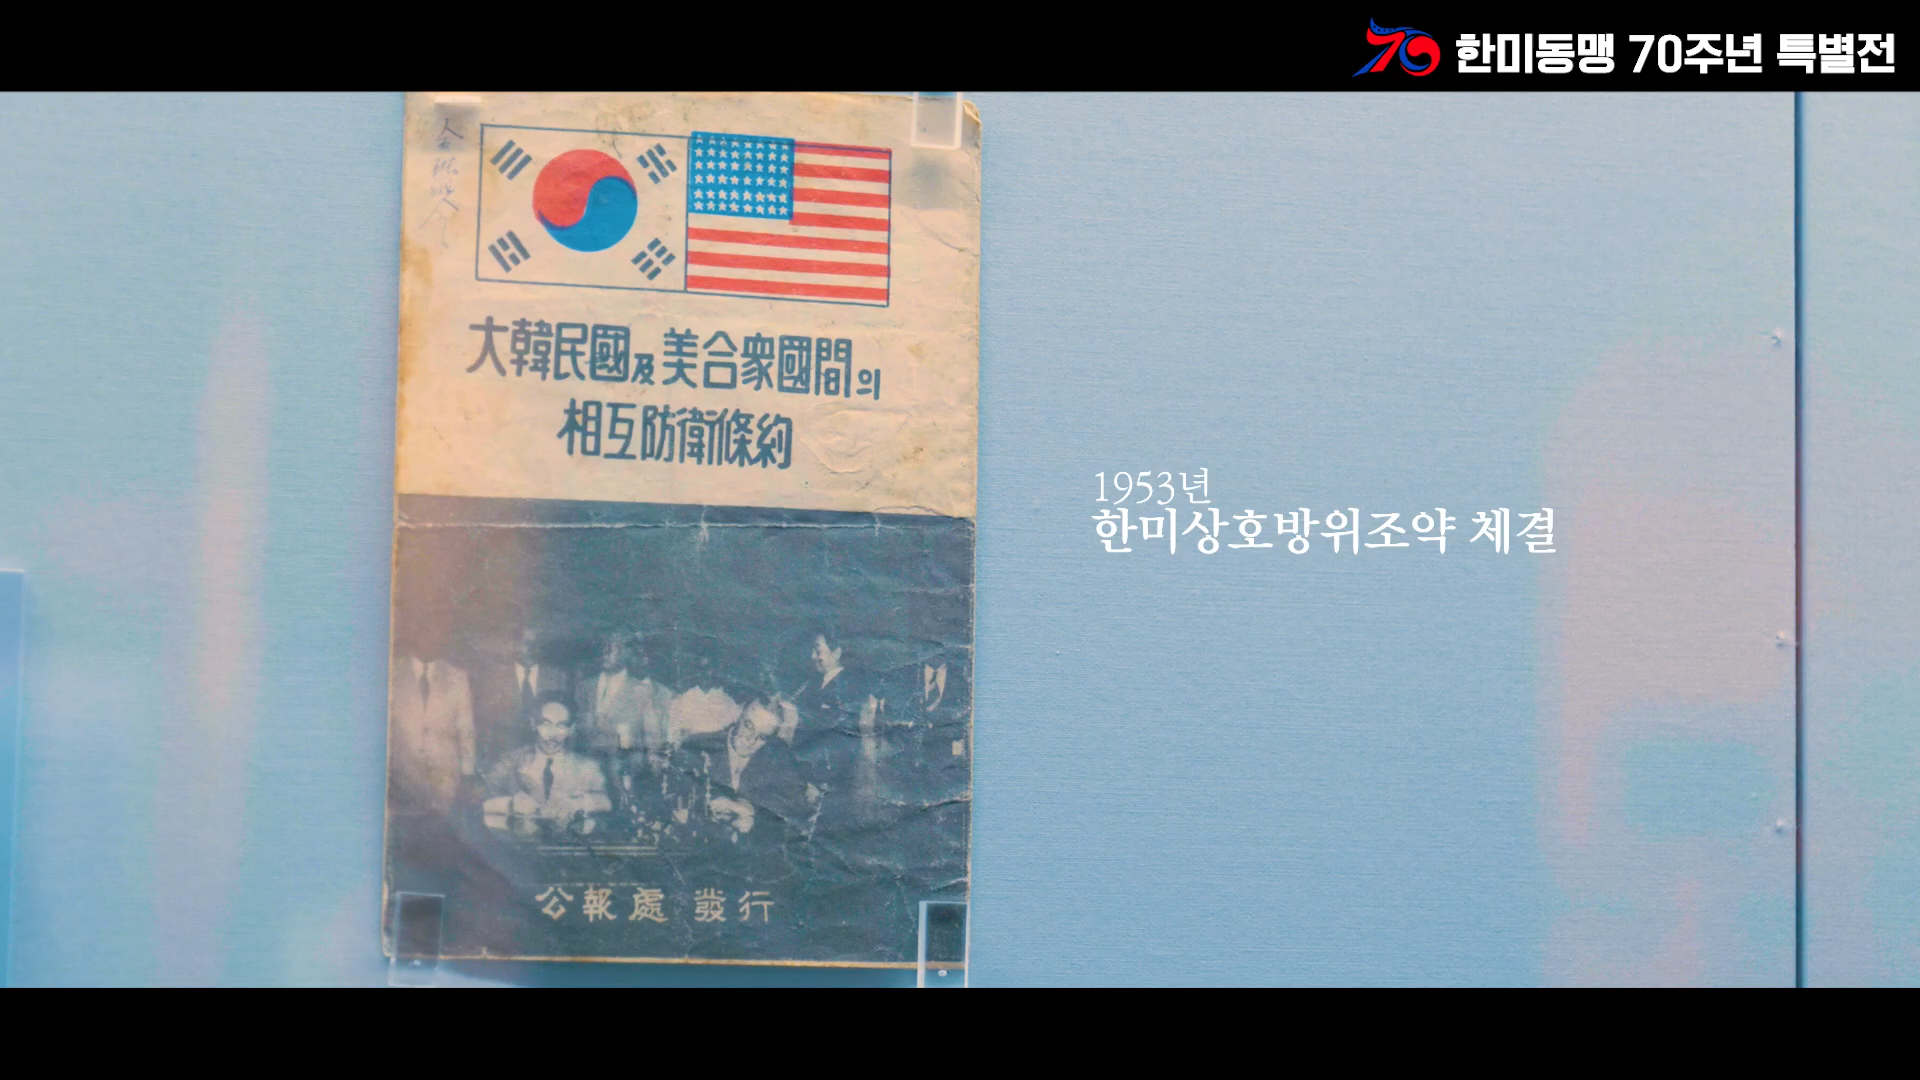 70 한미동맹 70주년 특별전
大韓民國及美合衆國間의
相互防衛條約
1953년
한미상호방위조약 체결
公報處 發行